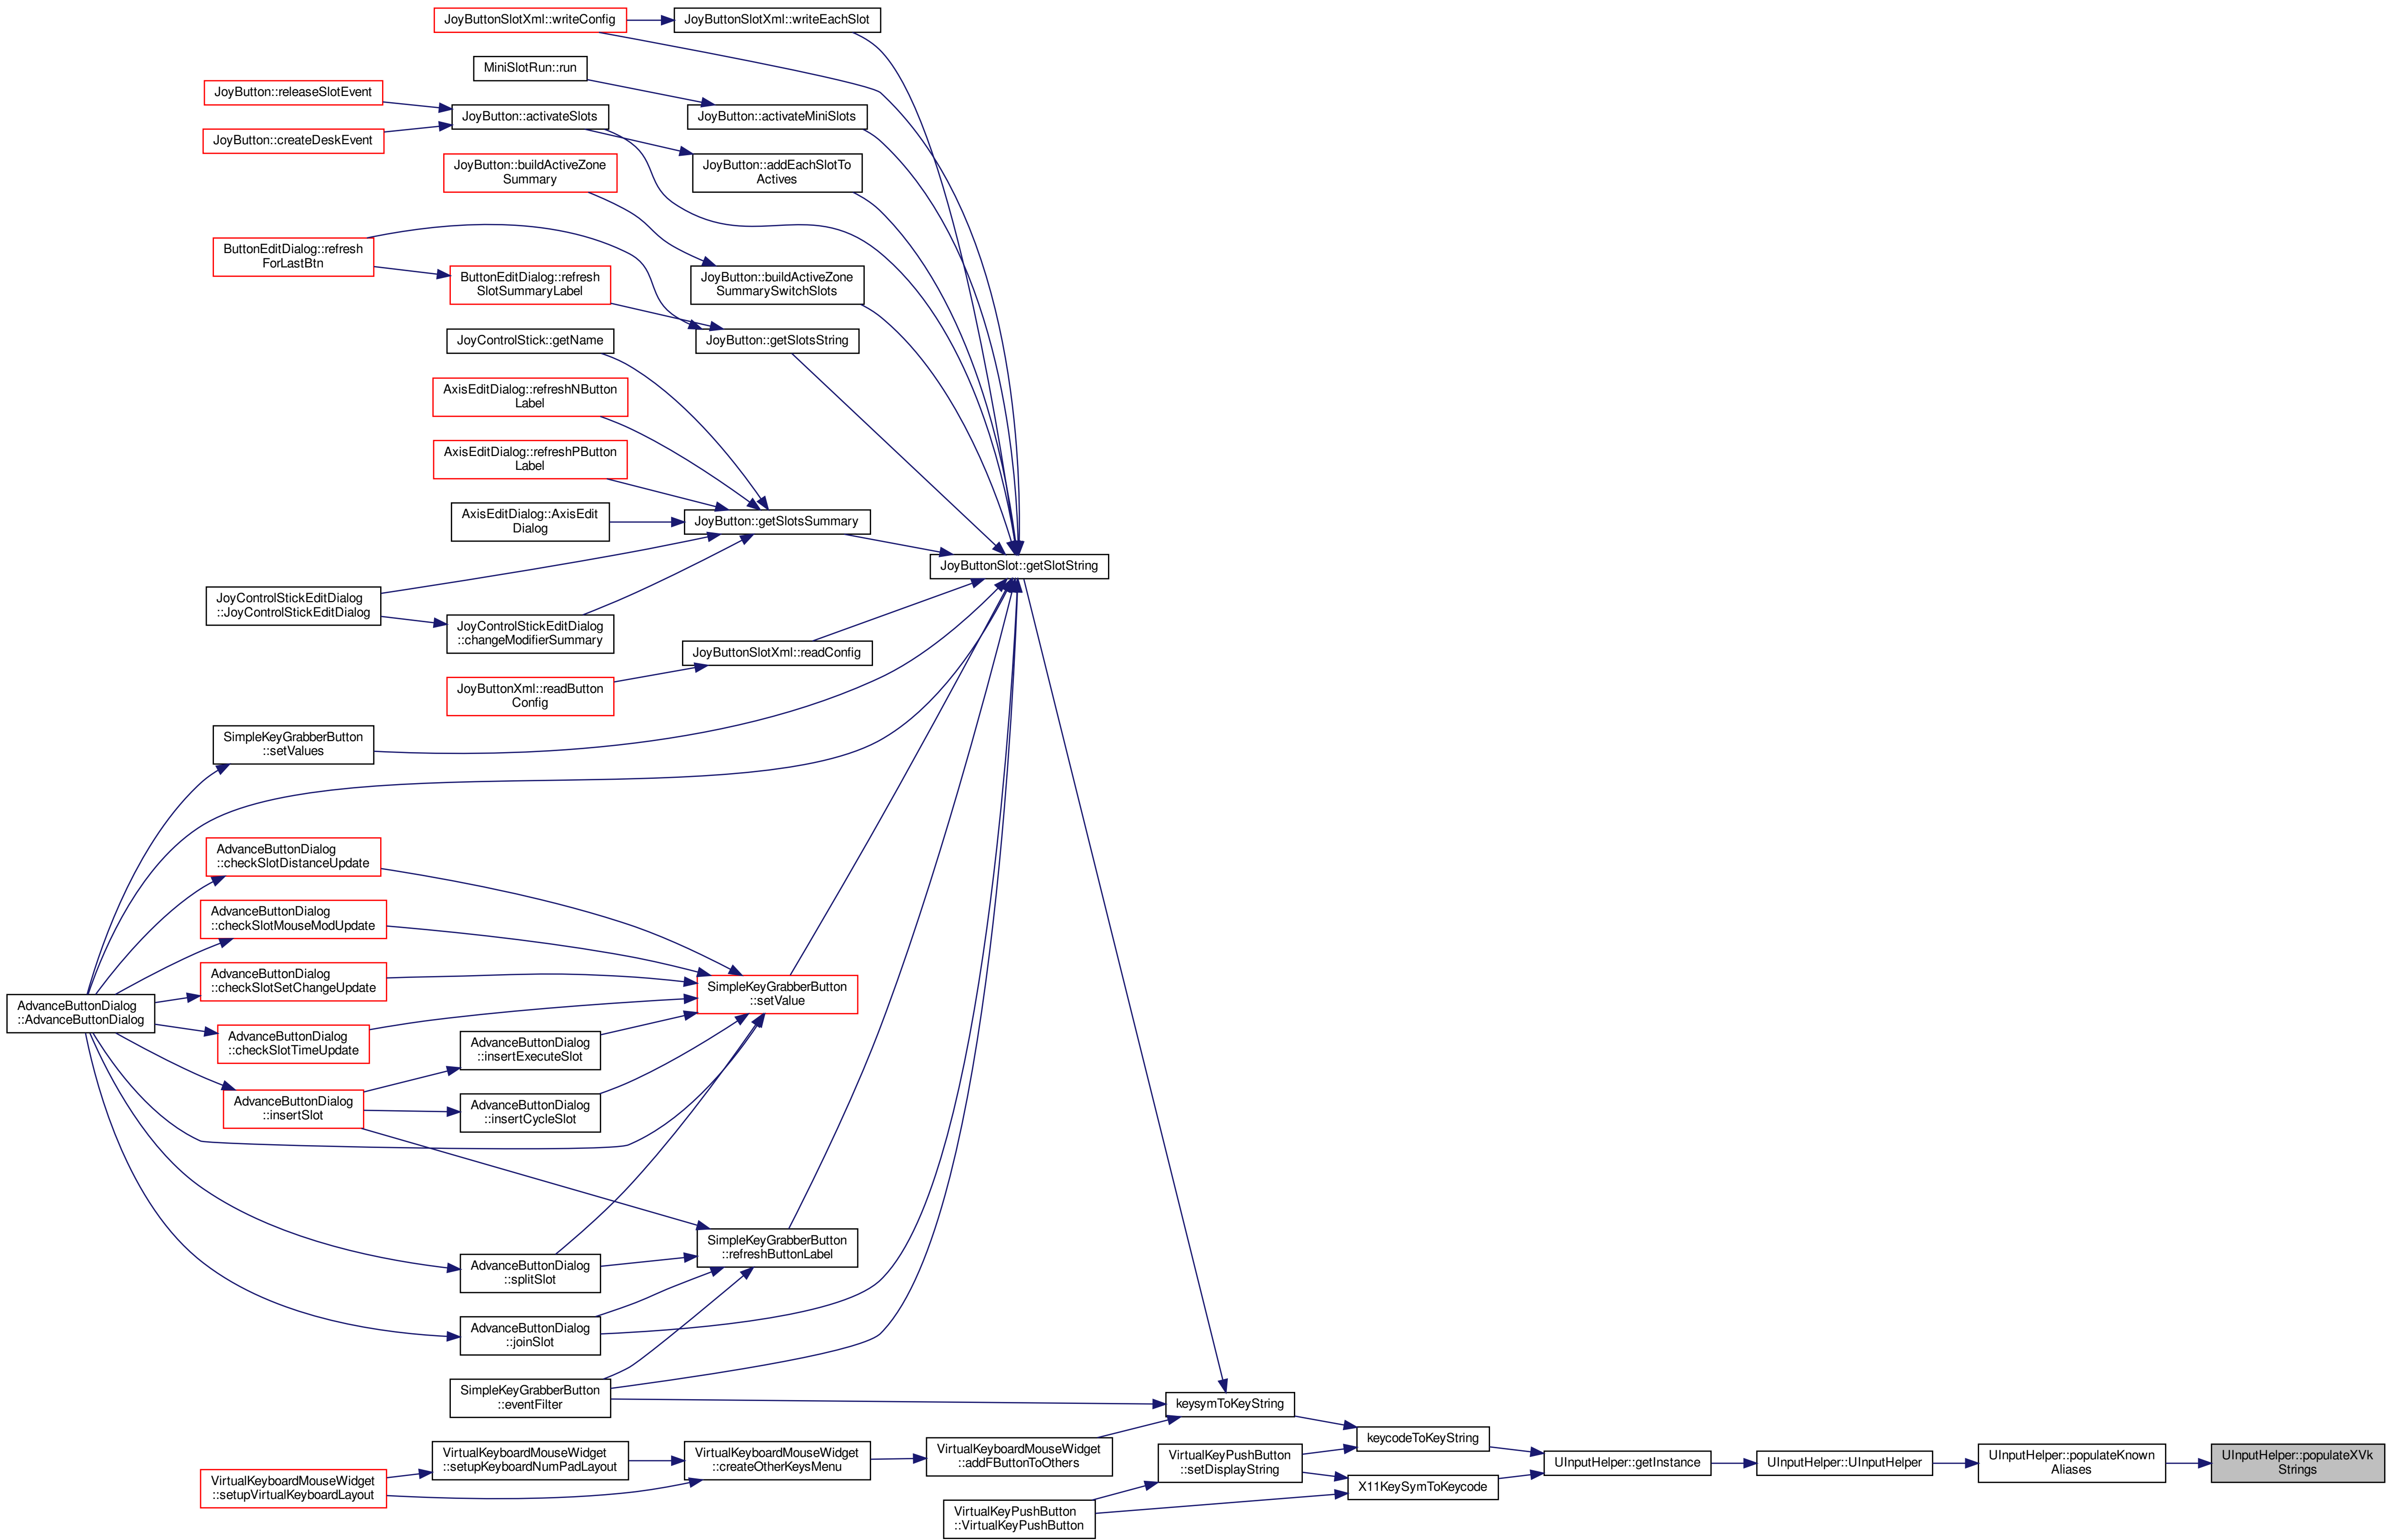 JoyButtonSlotXml::writeConfig
JoyButtonSlotXml::writeEachSlot
MiniSlotRun::run
JoyButton::releaseSlotEvent
JoyButton::activateSlots
JoyButton::activateMiniSlots
JoyButton::createDeskEvent
JoyButton::buildActiveZone
Summary
JoyButton::addEachSlotTo
Actives
ButtonEditDialog::refresh
ForLastBtn
ButtonEditDialog::refresh
SlotSummaryLabel
JoyButton::buildActiveZone
SummarySwitchSlots
JoyControlStick::getName
JoyButton::getSlotsString
AxisEditDialog::refreshNButton
Label
AxisEditDialog::refreshPButton
Label
AxisEditDialog::AxisEdit
Dialog
JoyButton::getSlotsSummary
JoyButtonSlot::getSlotString
JoyControlStickEditDialog
::JoyControlStickEditDialog
JoyControlStickEditDialog
::changeModifierSummary
JoyButtonSlotXml::readConfig
JoyButtonXml::readButton
Config
SimpleKeyGrabberButton
::setValues
AdvanceButtonDialog
::checkSlotDistanceUpdate
AdvanceButtonDialog
::checkSlotMouseModUpdate
AdvanceButtonDialog
::checkSlotSetChangeUpdate
SimpleKeyGrabberButton
::setValue
AdvanceButtonDialog
::AdvanceButtonDialog
AdvanceButtonDialog
::checkSlotTimeUpdate
AdvanceButtonDialog
::insertExecuteSlot
AdvanceButtonDialog
::insertSlot
AdvanceButtonDialog
::insertCycleSlot
SimpleKeyGrabberButton
::refreshButtonLabel
AdvanceButtonDialog
::splitSlot
AdvanceButtonDialog
::joinSlot
SimpleKeyGrabberButton
::eventFilter
keysymToKeyString
keycodeToKeyString
VirtualKeyboardMouseWidget
::setupVirtualKeyboardLayout
VirtualKeyboardMouseWidget
::setupKeyboardNumPadLayout
VirtualKeyboardMouseWidget
::createOtherKeysMenu
VirtualKeyboardMouseWidget
::addFButtonToOthers
VirtualKeyPushButton
::setDisplayString
UInputHelper::getInstance
UInputHelper::UInputHelper
UInputHelper::populateKnown
Aliases
UInputHelper::populateXVk
Strings
X11KeySymToKeycode
VirtualKeyPushButton
::VirtualKeyPushButton